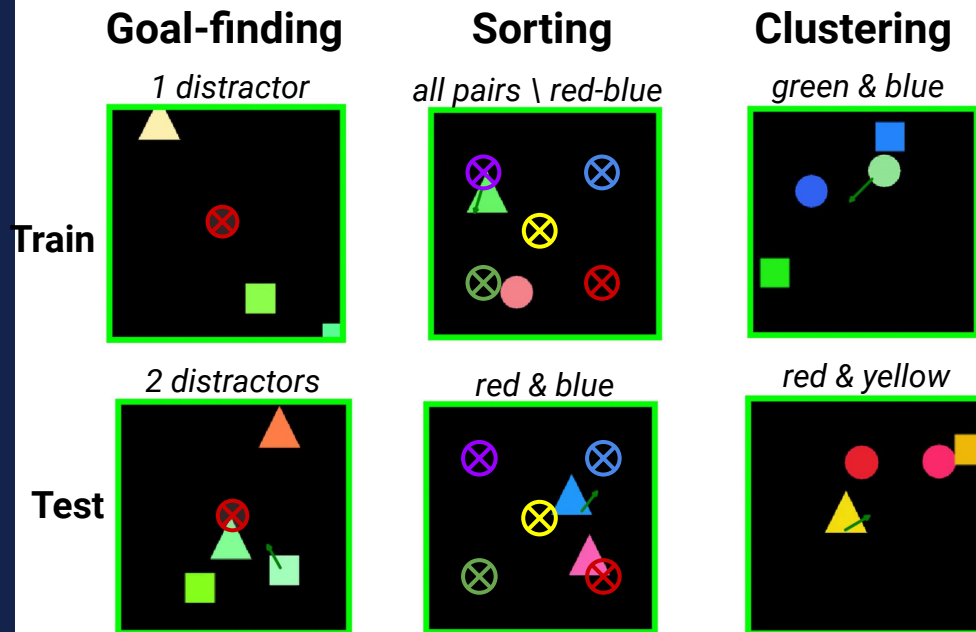 Goal-finding Sorting Clustering
1 distractor all pairs \ red-blue green & blue
Train
2 distractors red & blue red & yellow
Test